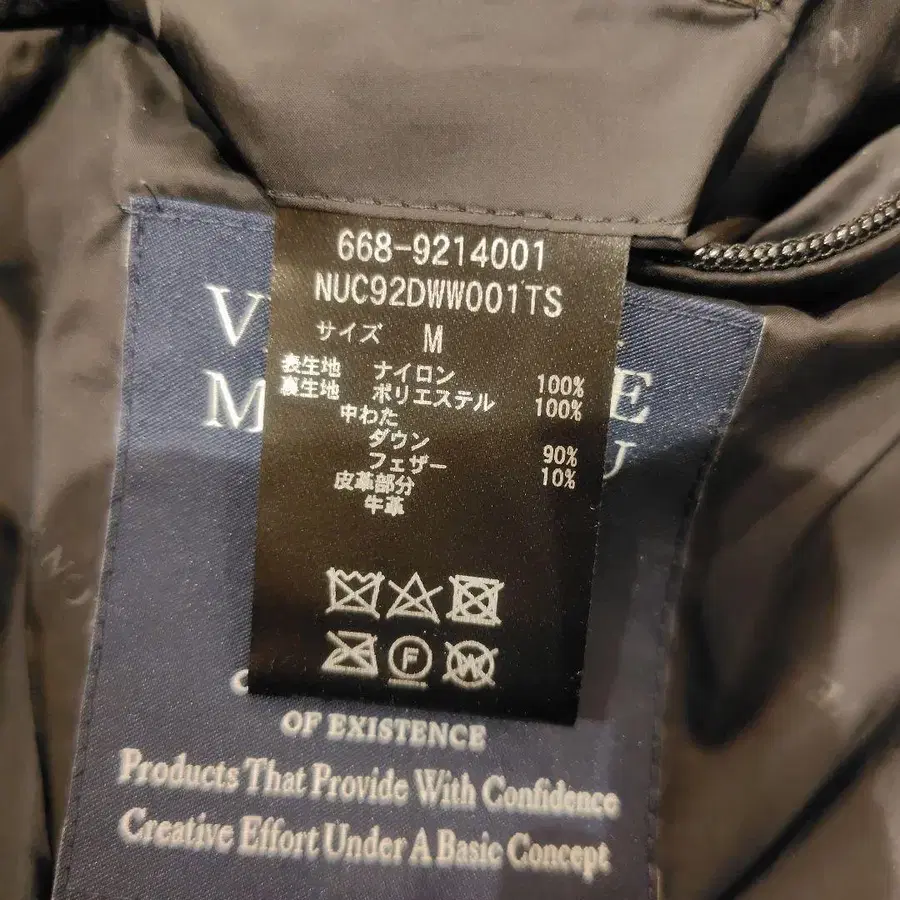 668-9214001
NUC92DWW001TS
サイズ M
表生地 ナイロン 100%
裏生地 ポリエステル 100%
中わた
ダウン 90%
フェザー 10%
皮革部分
牛革
F
W
OF EXISTENCE
Products That Provide With Confidence
Creative Effort Under A Basic Concept